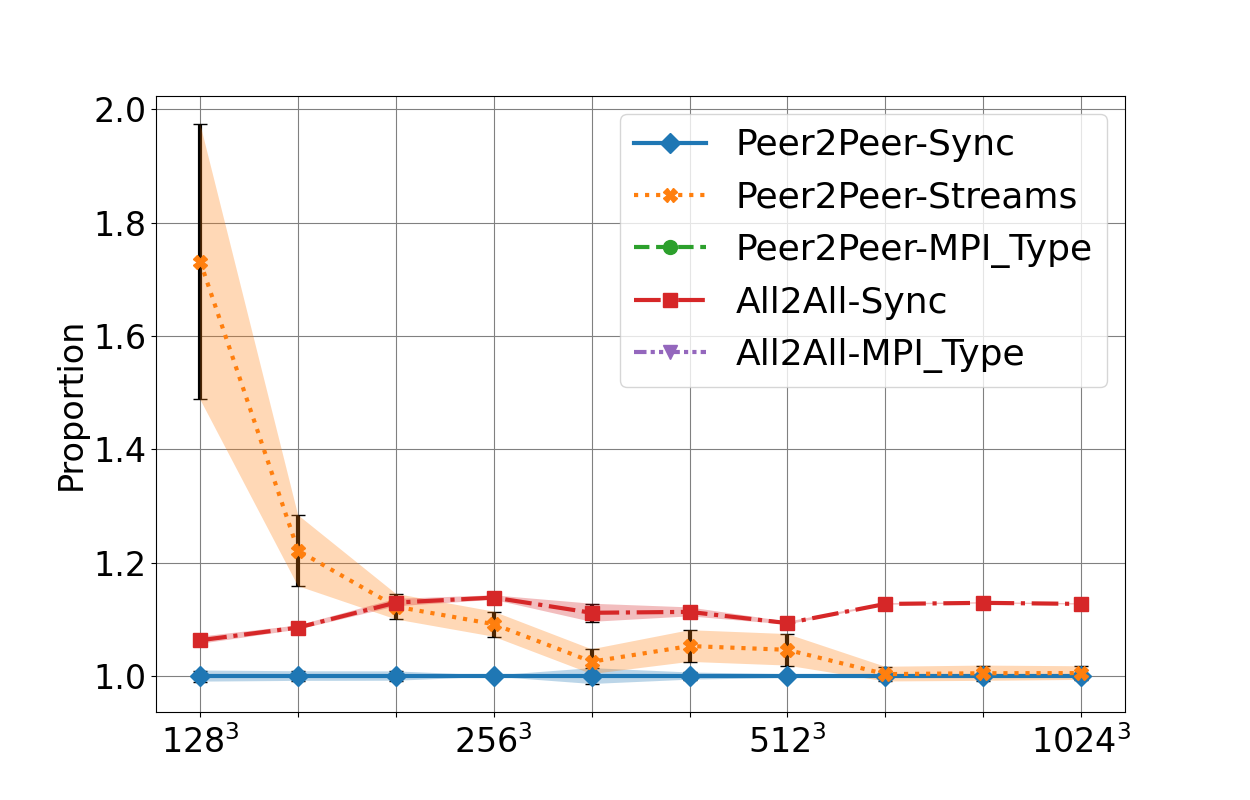 Proportion
2.0
1.8
1.6
1.4
1.2
1.0
Peer2Peer-Sync
Peer2Peer-Streams
Peer2Peer-MPI_Type
All2All-Sync
All2All-MPI_Type
128³ 256³ 512³ 1024³